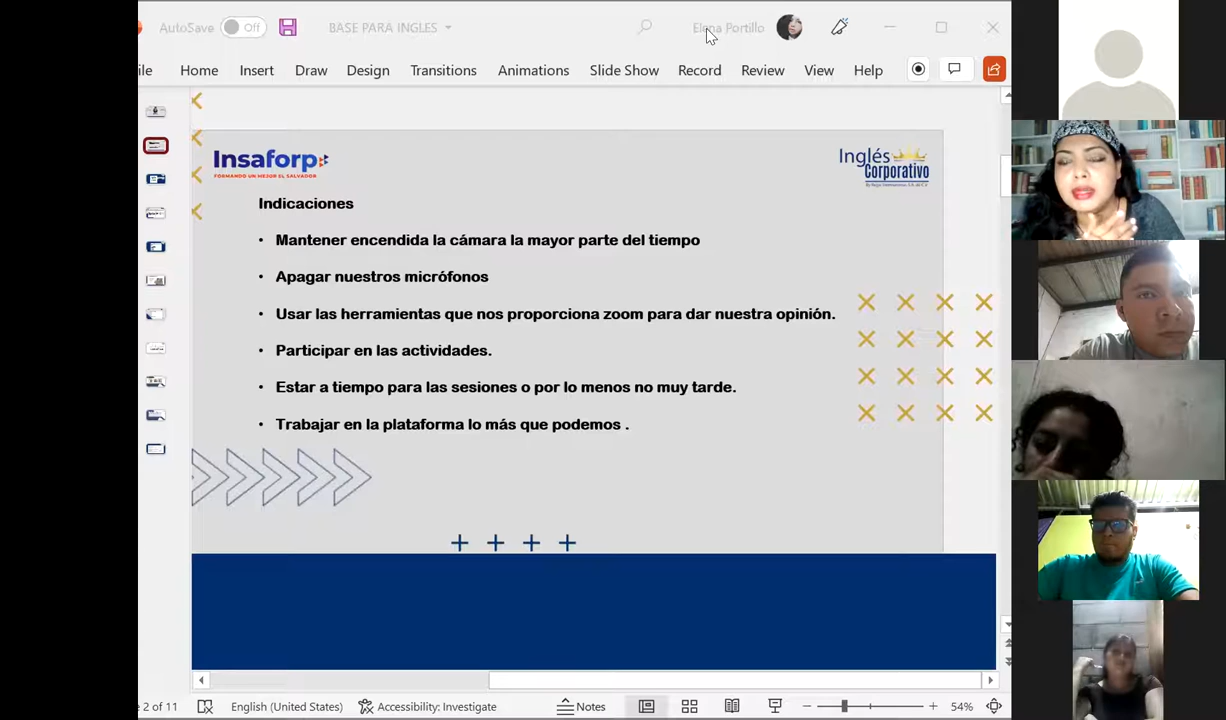 AutoSave Off BASE PARA INGLES Elena Portillo
ile Home Insert Draw Design Transitions Animations Slide Show Record Review View Help
Insaforp
FORMANDO UN MEJOR EL SALVADOR
Inglés
Corporativo
Indicaciones
• Mantener encendida la cámara la mayor parte del tiempo
• Apagar nuestros micrófonos
• Usar las herramientas que nos proporciona zoom para dar nuestra opinión.
• Participar en las actividades.
• Estar a tiempo para las sesiones o por lo menos no muy tarde.
• Trabajar en la plataforma lo más que podemos .
2 of 11 English (United States) Accessibility: Investigate Notes 54%